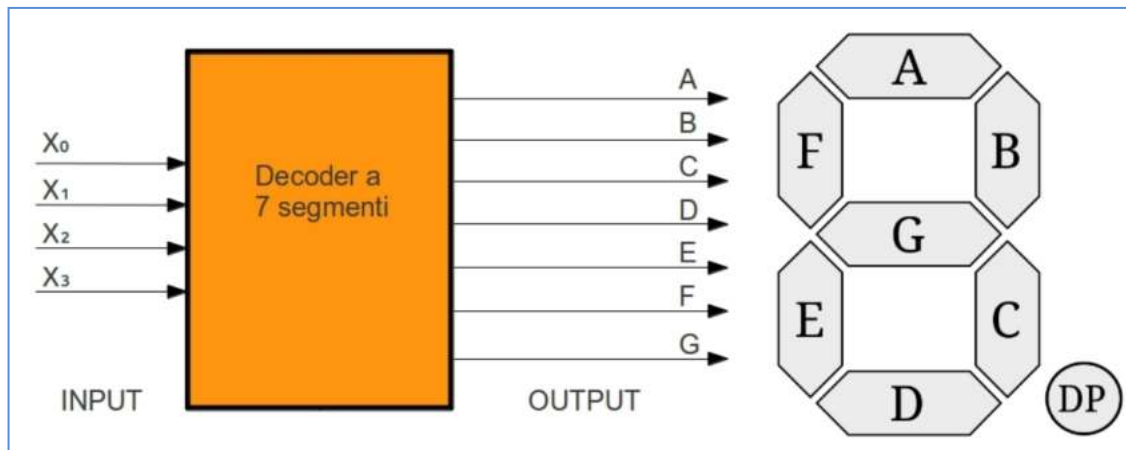 X₀
X₁
X₂
X₃
INPUT
Decoder a
7 segmenti
A
B
C
D
E
F
G
OUTPUT
A
F
B
G
E
C
D
DP